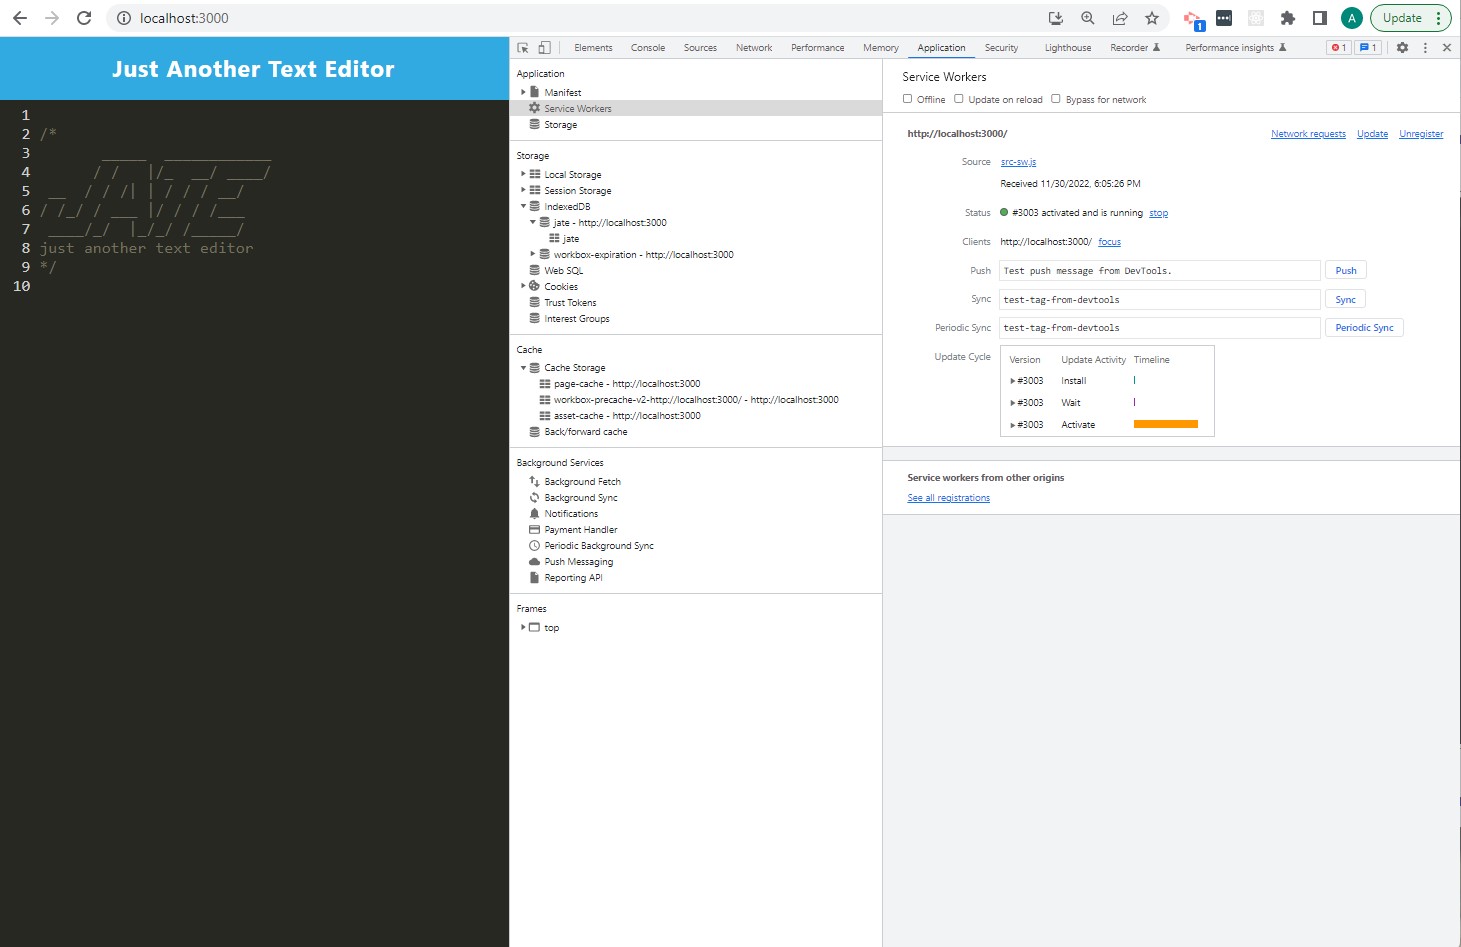 localhost:3000
1
A
Update
Just Another Text Editor
1
2 /*
3         _____  ____________
4        / /   |/_  __/ ____/
5   __  / / /| | / / / __/
6  / /_/ / ___ |/ / / /___
7  ____/_/  |_/_/ /_____/
8 just another text editor
9 */
10
Elements Console Sources Network Performance Memory Application Security Lighthouse Recorder Performance insights 1 1
Application
Manifest
Service Workers
Storage
Storage
Local Storage
Session Storage
IndexedDB
jate - http://localhost:3000
jate
workbox-expiration - http://localhost:3000
Web SQL
Cookies
Trust Tokens
Interest Groups
Cache
Cache Storage
page-cache - http://localhost:3000
workbox-precache-v2-http://localhost:3000/ - http://localhost:3000
asset-cache - http://localhost:3000
Back/forward cache
Background Services
Background Fetch
Background Sync
Notifications
Payment Handler
Periodic Background Sync
Push Messaging
Reporting API
Frames
top
Service Workers
Offline Update on reload Bypass for network
http://localhost:3000/ Network requests Update Unregister
Source src-sw.js
Received 11/30/2022, 6:05:26 PM
Status #3003 activated and is running stop
Clients http://localhost:3000/ focus
Push Test push message from DevTools. Push
Sync test-tag-from-devtools Sync
Periodic Sync test-tag-from-devtools Periodic Sync
Update Cycle Version Update Activity Timeline
#3003 Install
#3003 Wait
#3003 Activate
Service workers from other origins
See all registrations